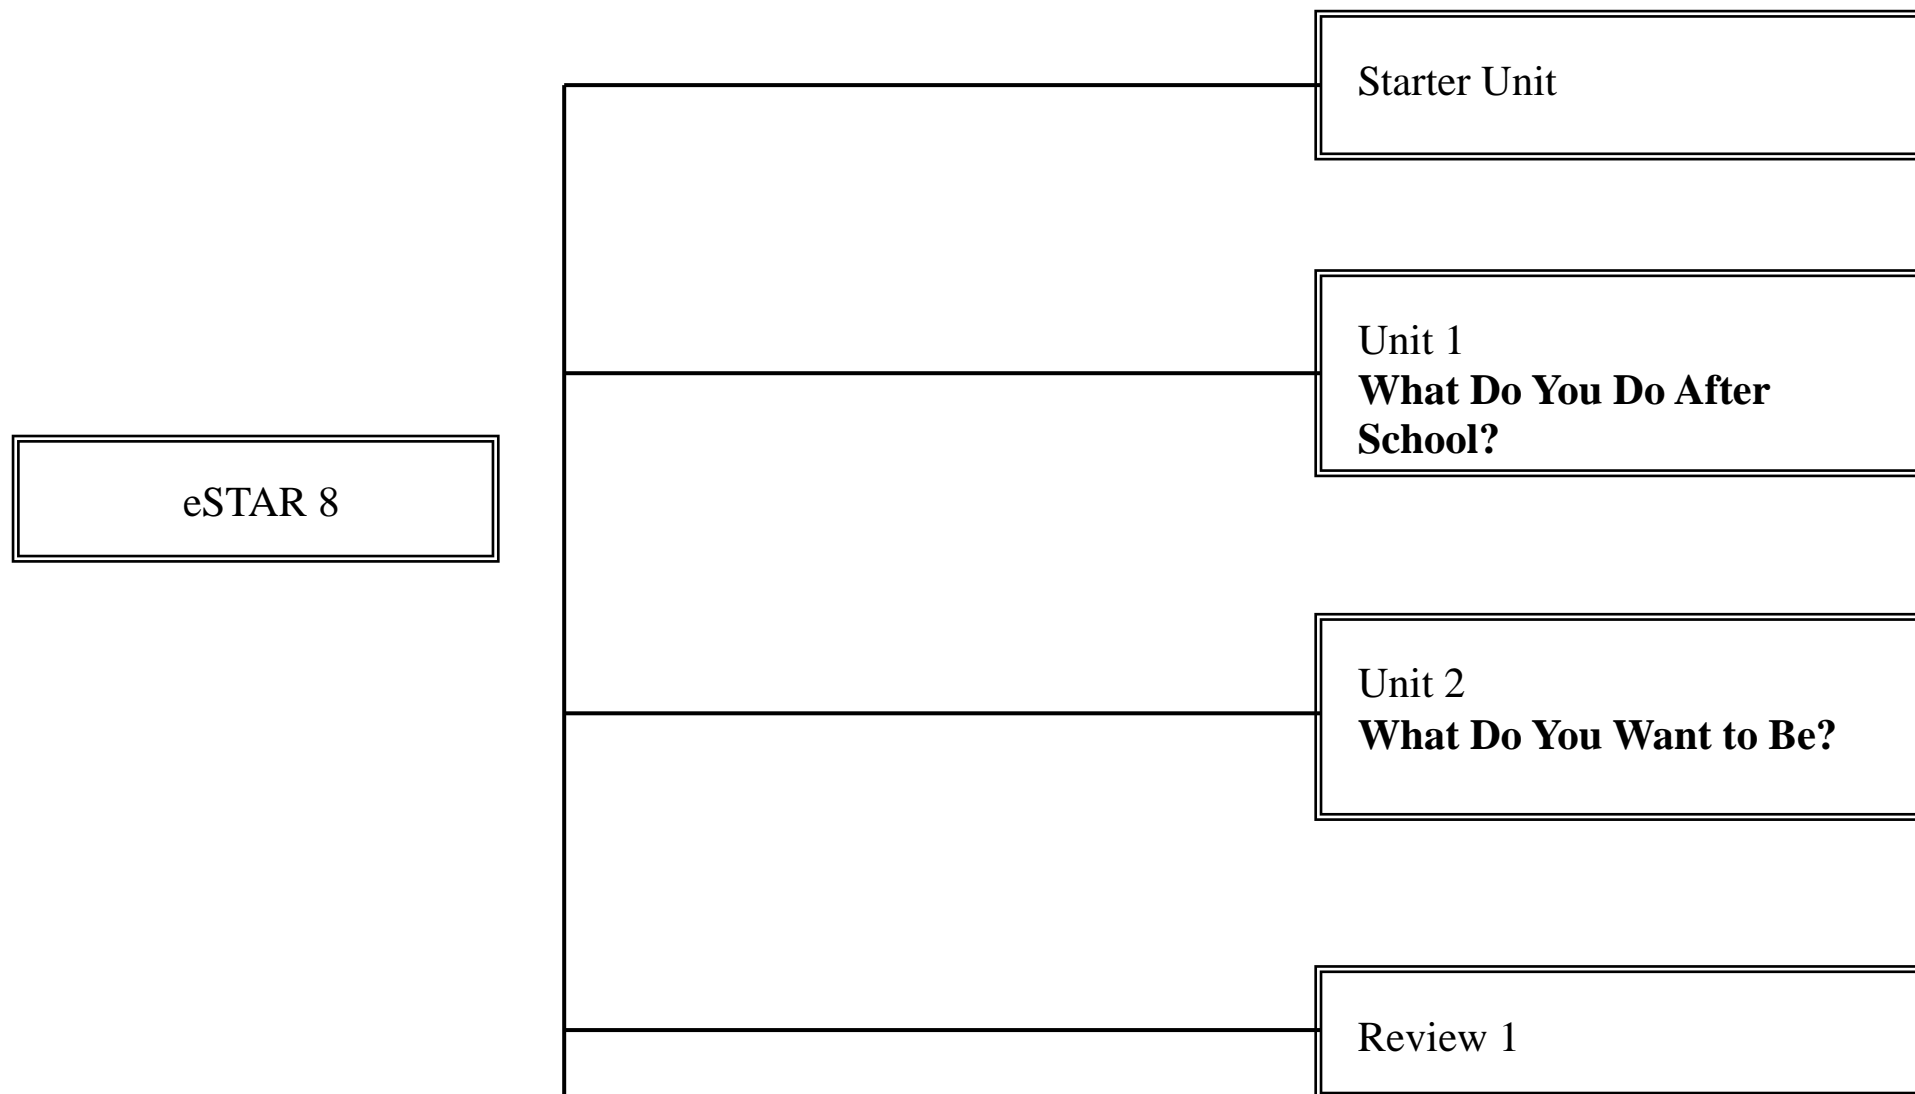 Starter Unit
Unit 1
What Do You Do After
School?
eSTAR 8
Unit 2
What Do You Want to Be?
Review 1